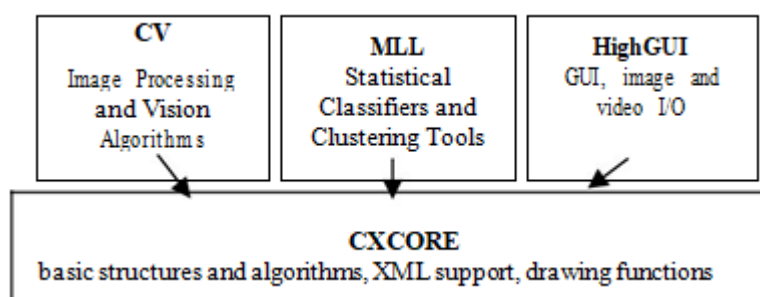 CV
Image Processing
and Vision
Algorithms
MLL
Statistical
Classifiers and
Clustering Tools
HighGUI
GUI, image and
video I/O
CXCORE
basic structures and algorithms, XML support, drawing functions